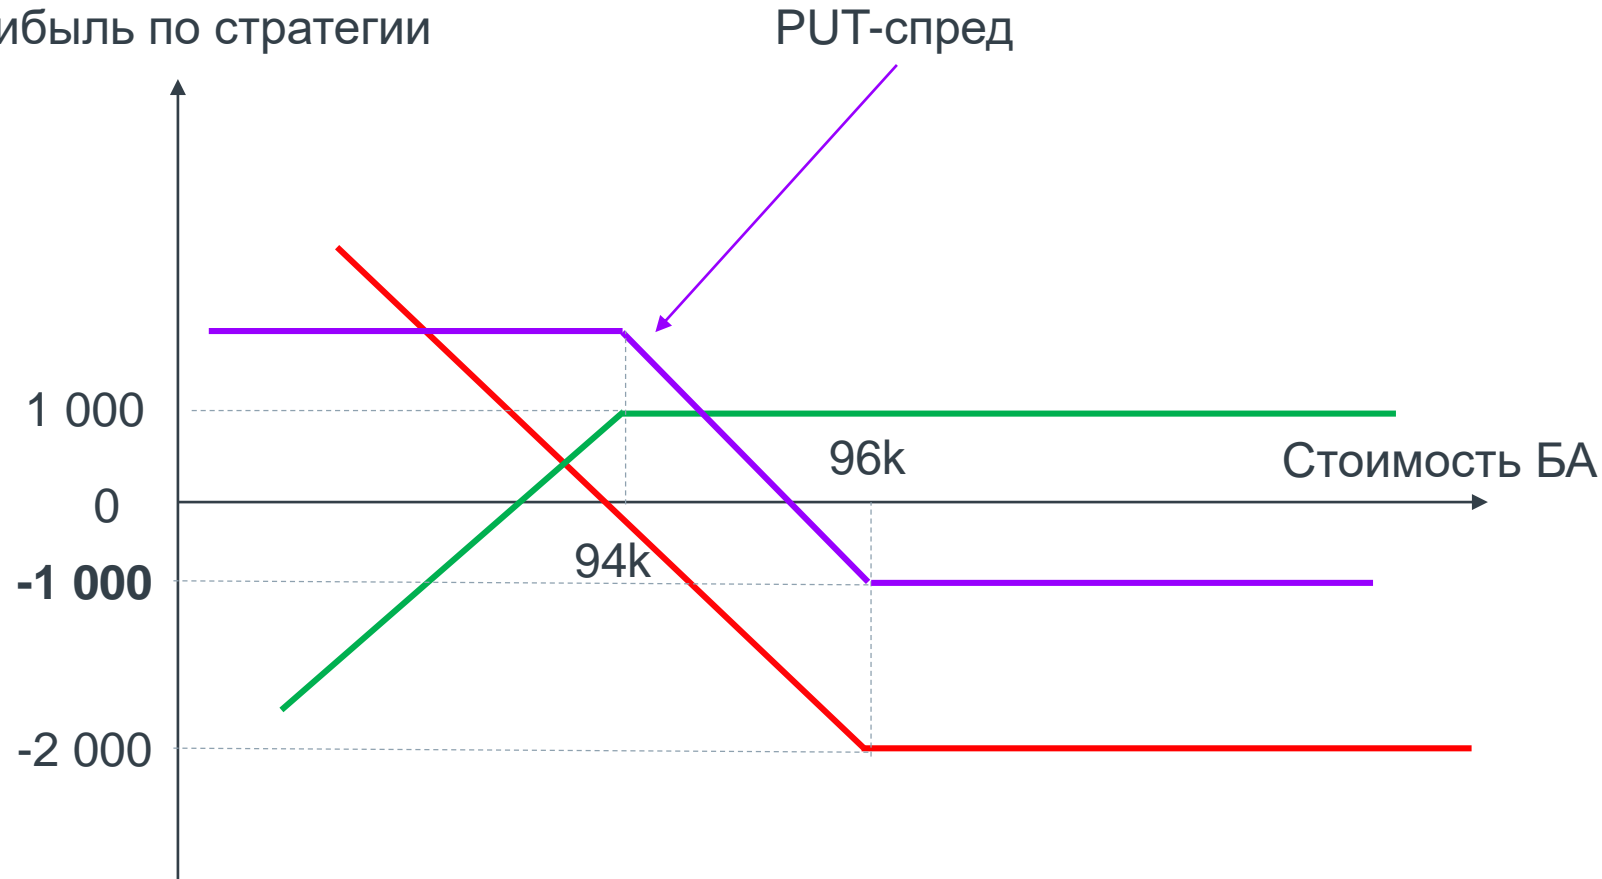 ибыль по стратегии
PUT-спред
1 000
96k
Стоимость БА
0
94k
-1 000
-2 000